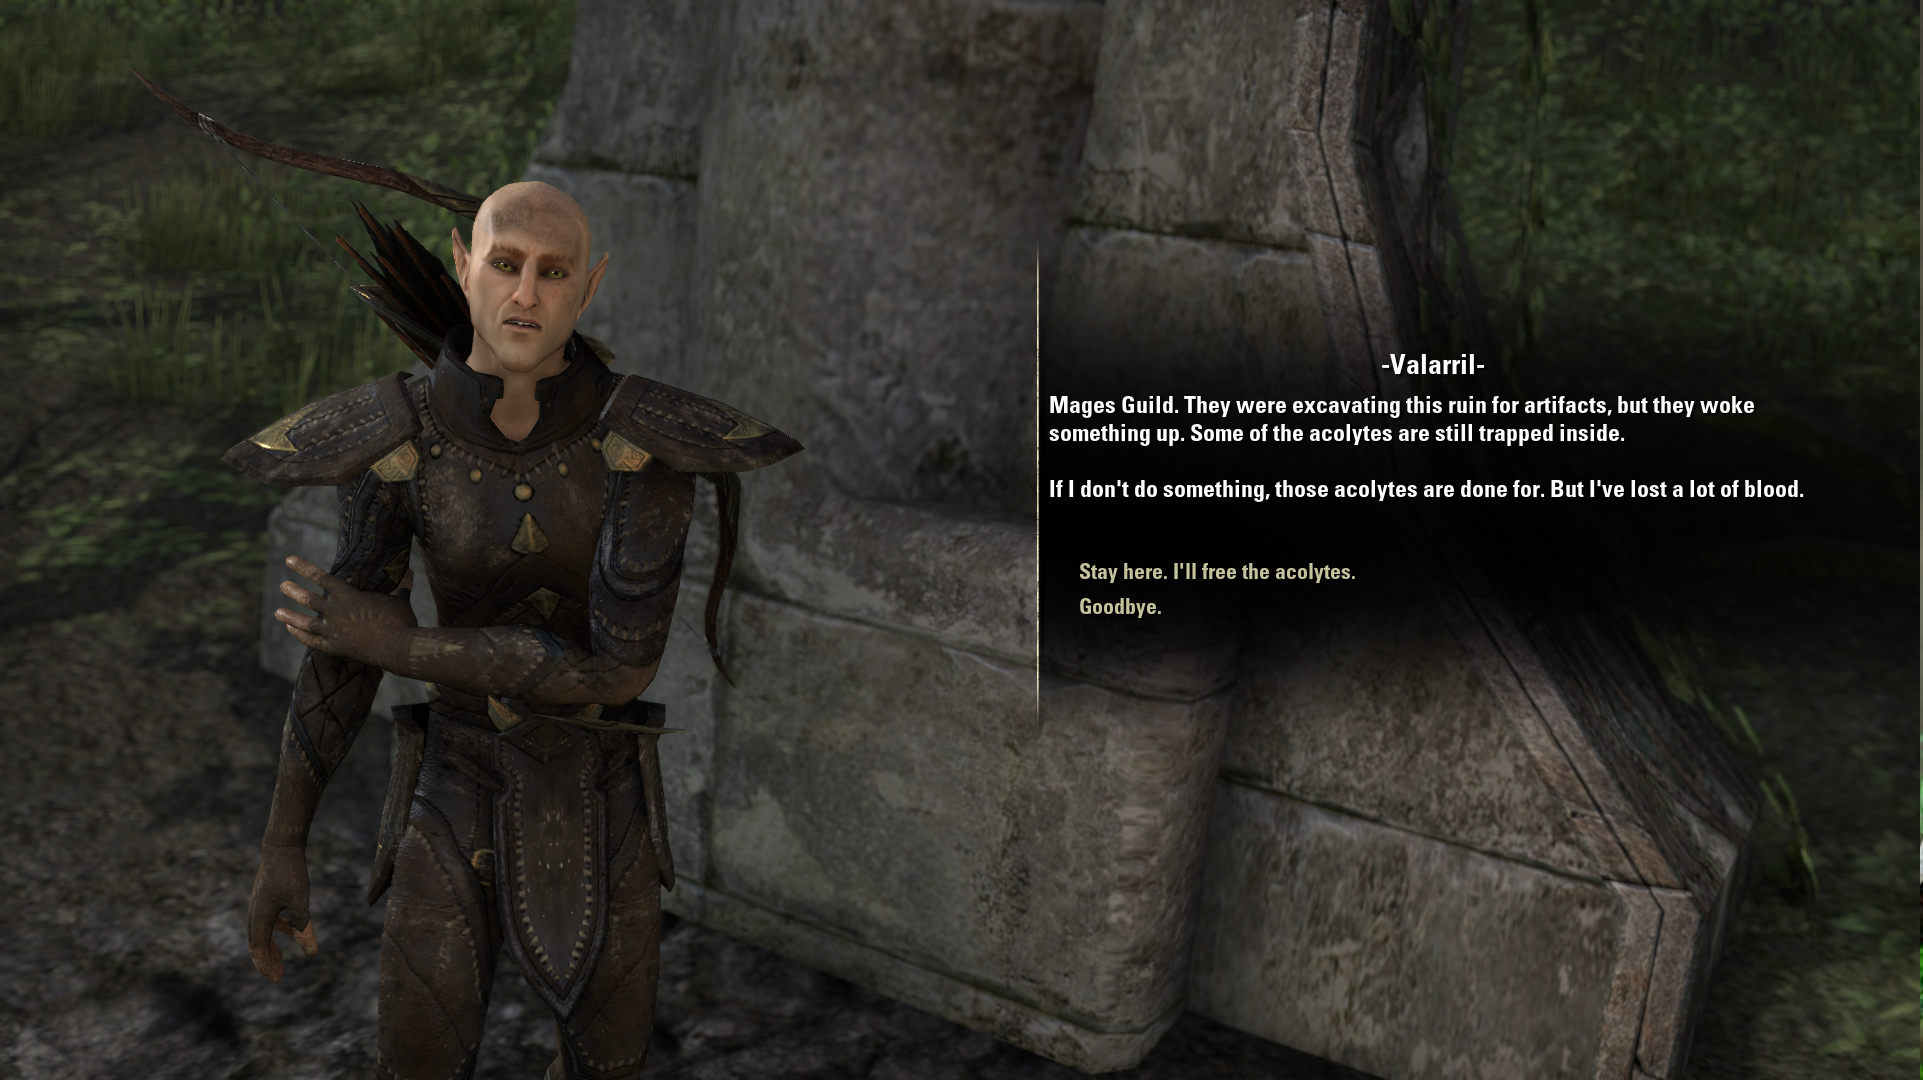 -Valarril-
Mages Guild. They were excavating this ruin for artifacts, but they woke
something up. Some of the acolytes are still trapped inside.
If I don't do something, those acolytes are done for. But I've lost a lot of blood.
Stay here. I'll free the acolytes.
Goodbye.